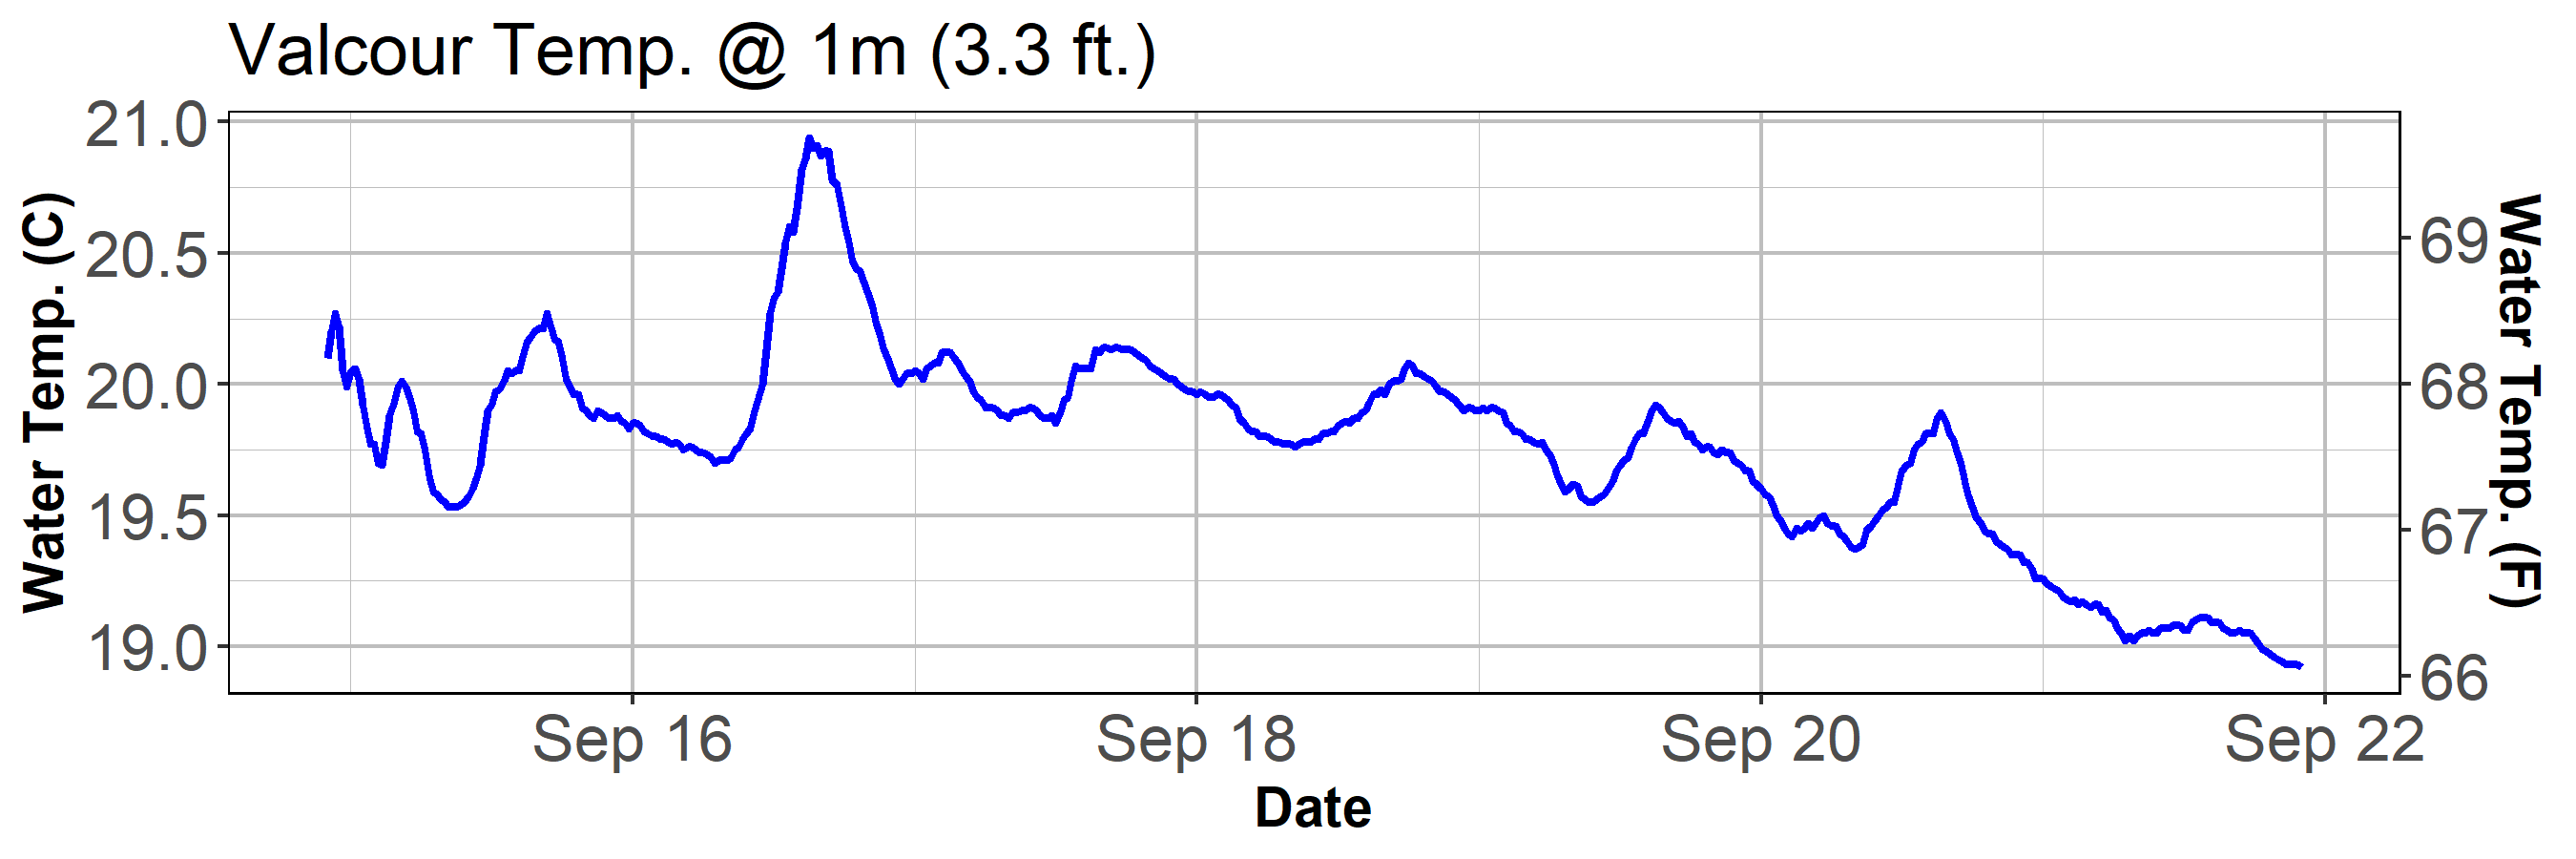 Valcour Temp. @ 1m (3.3 ft.)
Water Temp. (C)
21.0
20.5
20.0
19.5
19.0
69
68
67
66
Water Temp. (F)
Sep 16
Sep 18
Sep 20
Sep 22
Date